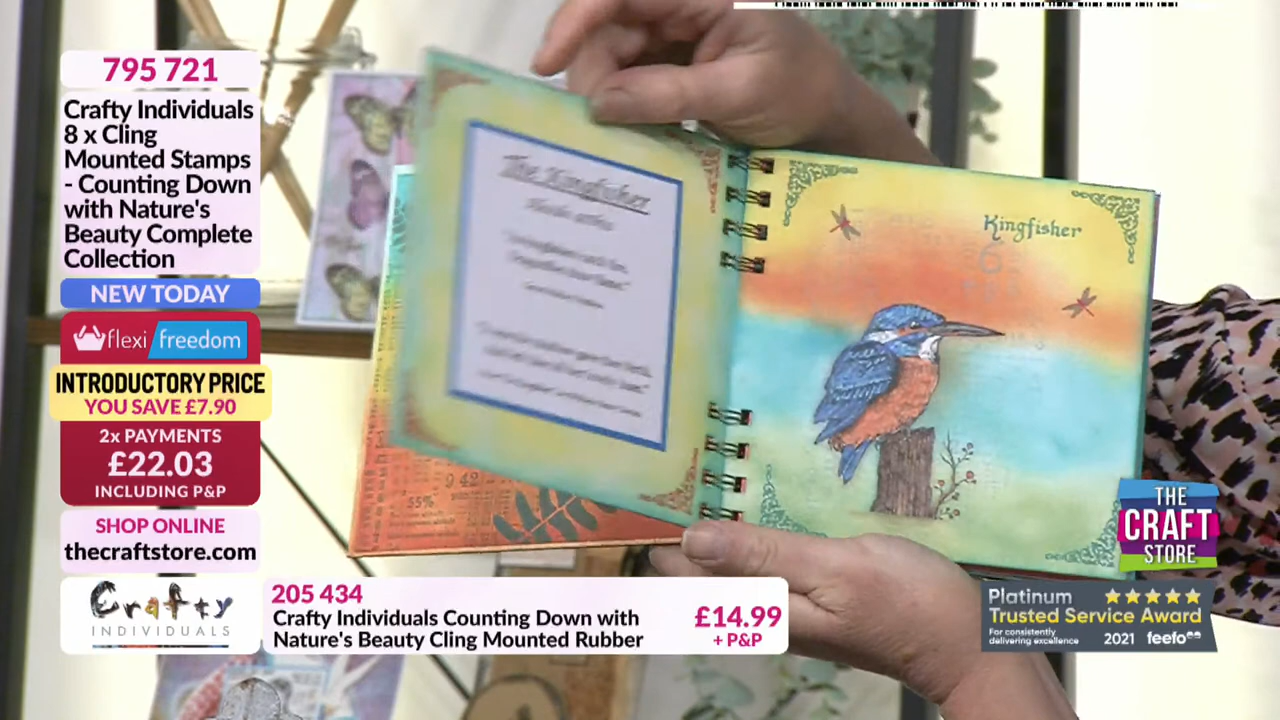 795 721
Crafty Individuals
8 x Cling
Mounted Stamps
- Counting Down
with Nature's
Beauty Complete
Collection
NEW TODAY
flexi freedom
INTRODUCTORY PRICE
YOU SAVE £7.90
2x PAYMENTS
£22.03
INCLUDING P&P
SHOP ONLINE
thecraftstore.com
Crafty
INDIVIDUALS
205 434
Crafty Individuals Counting Down with
Nature's Beauty Cling Mounted Rubber
£14.99
+ P&P
The Kingfisher
Kingfisher
6
55%
THE
CRAFT
STORE
Platinum
Trusted Service Award
For consistently
delivering excellence
2021 feefo